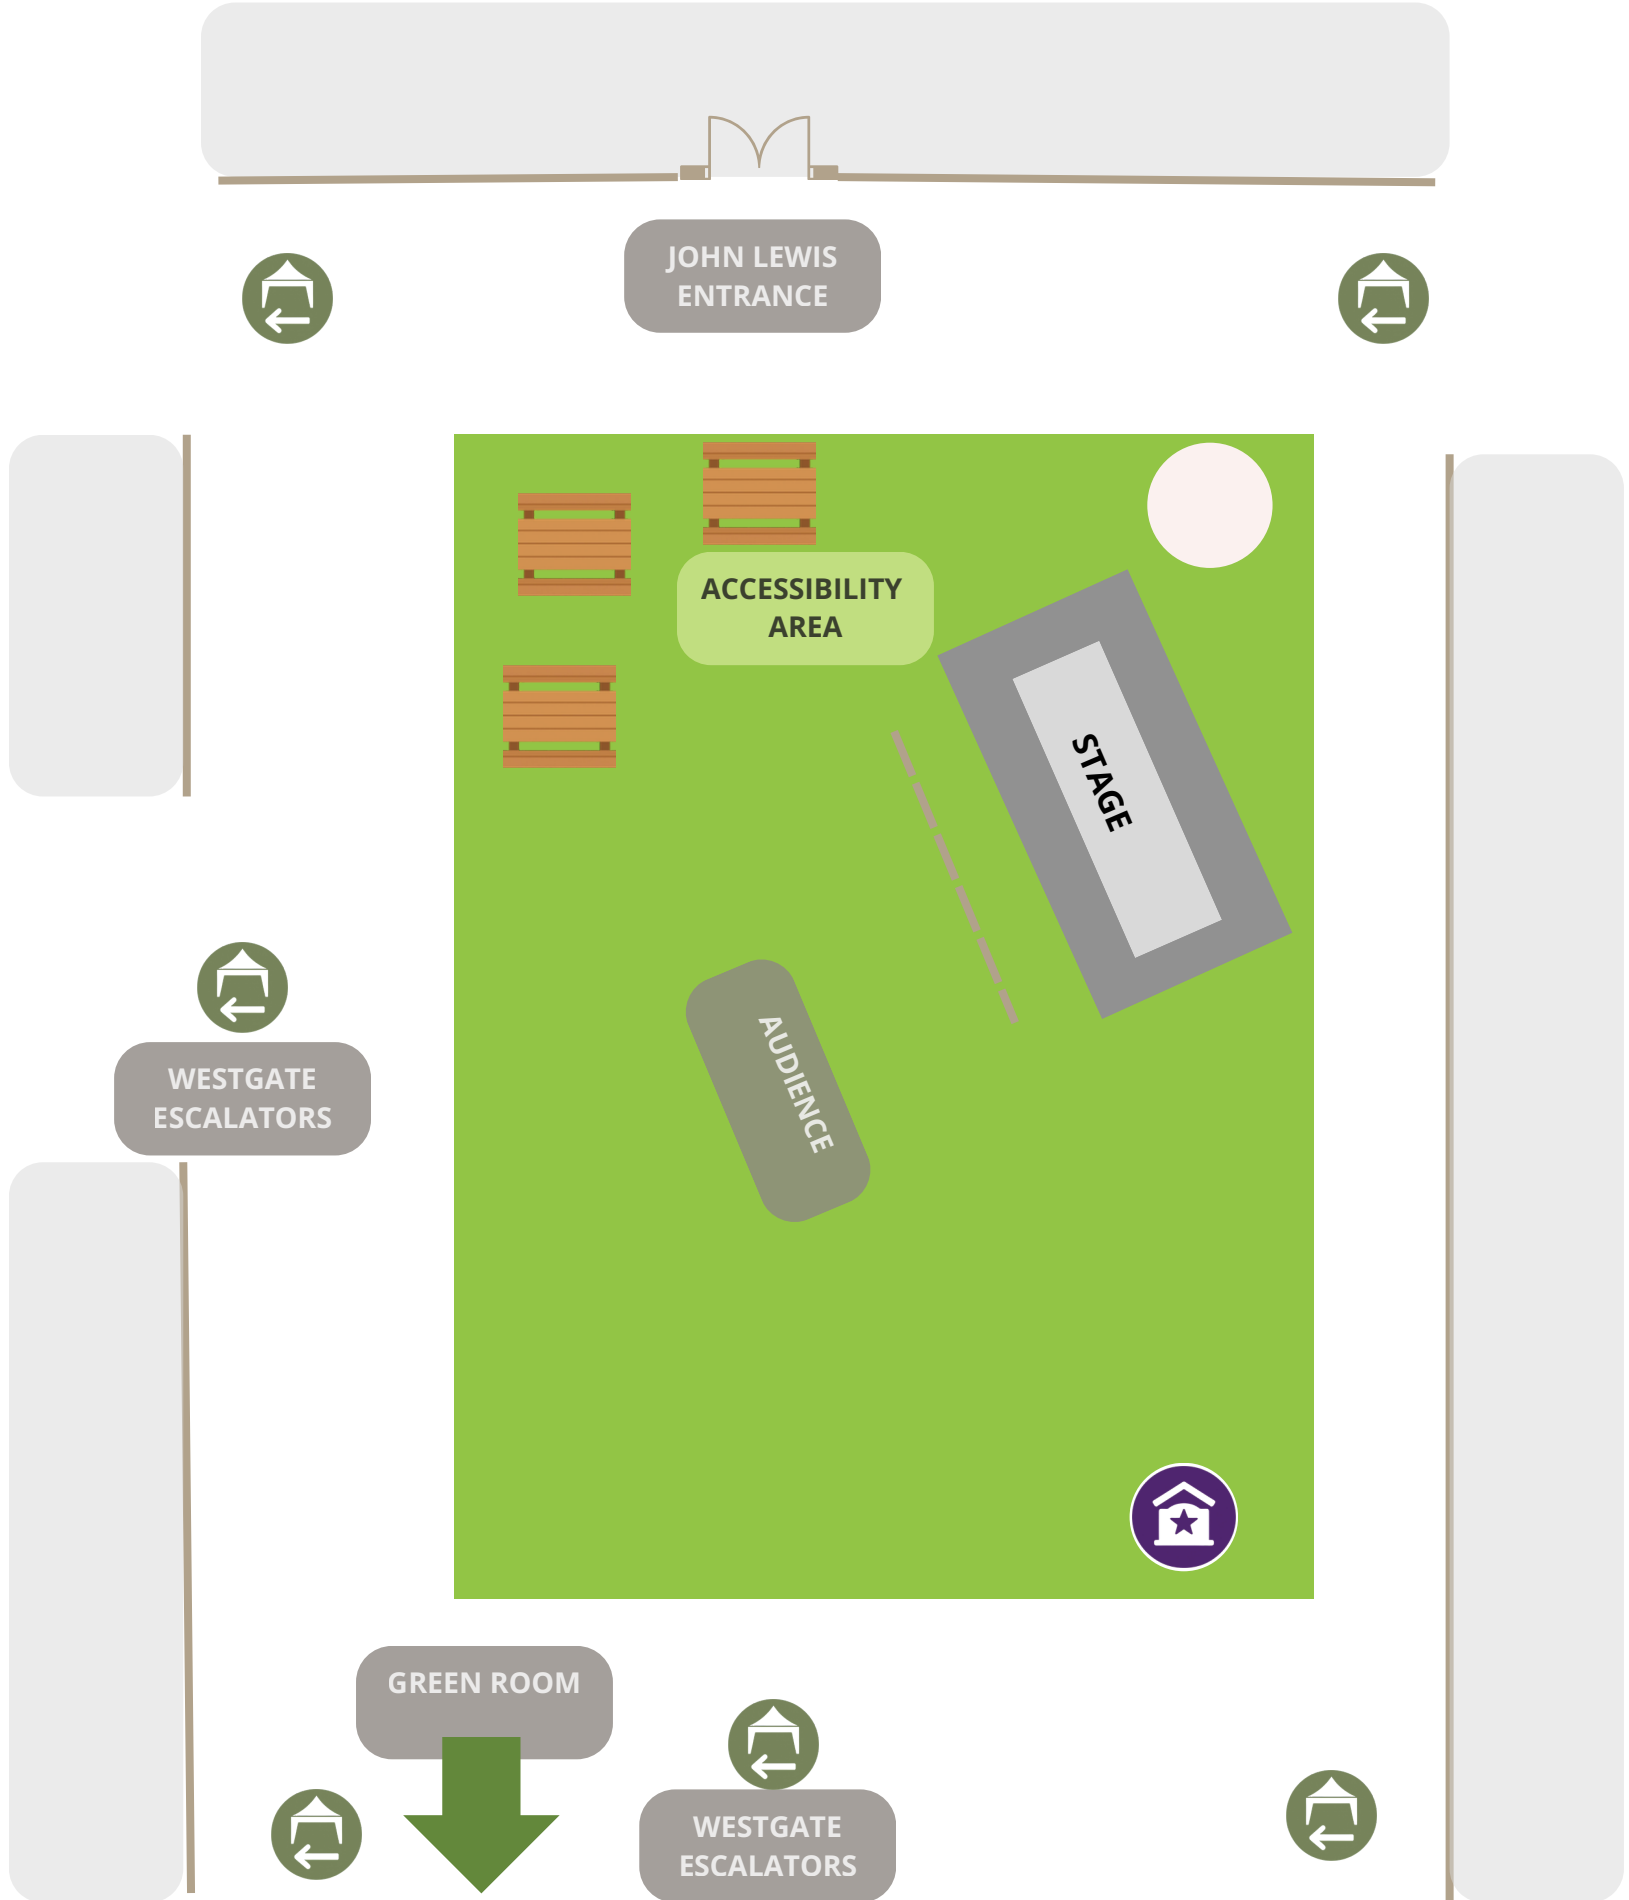 JOHN LEWIS
ENTRANCE
ACCESSIBILITY
AREA
STAGE
AUDIENCE
WESTGATE
ESCALATORS
GREEN ROOM
WESTGATE
ESCALATORS